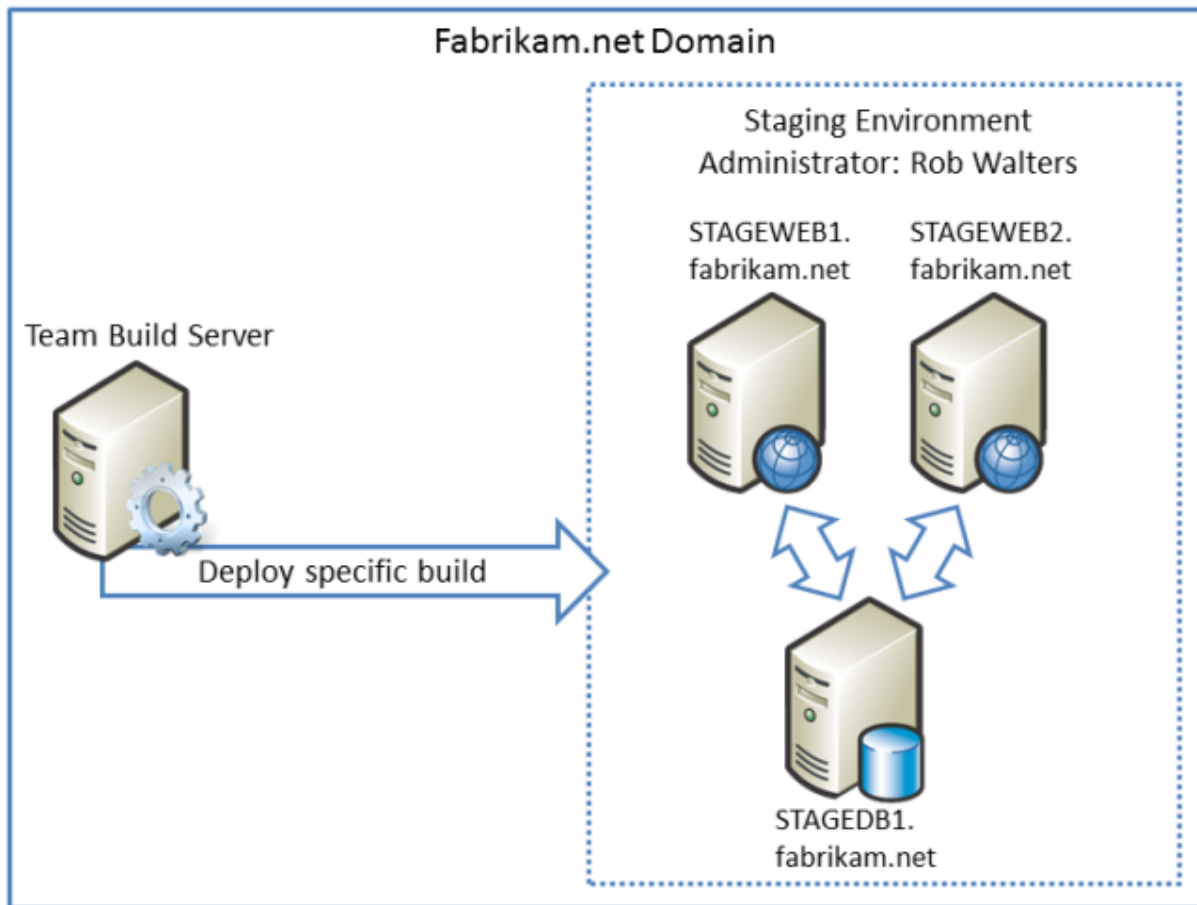 Fabrikam.net Domain
Staging Environment
Administrator: Rob Walters
STAGEWEB1.
fabrikam.net
STAGEWEB2.
fabrikam.net
Team Build Server
Deploy specific build
STAGEDB1.
fabrikam.net